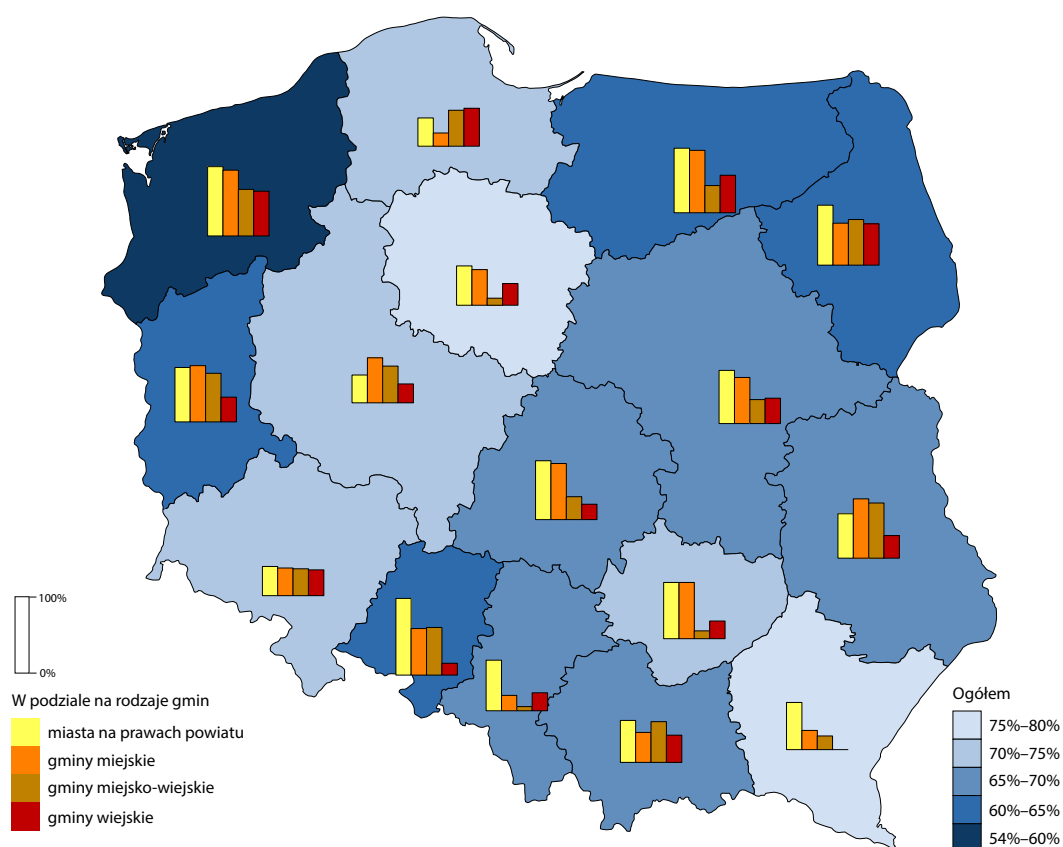 100%
0%
W podziale na rodzaje gmin
miasta na prawach powiatu
gminy miejskie
gminy miejsko-wiejskie
gminy wiejskie
Ogółem
75%–80%
70%–75%
65%–70%
60%–65%
54%–60%